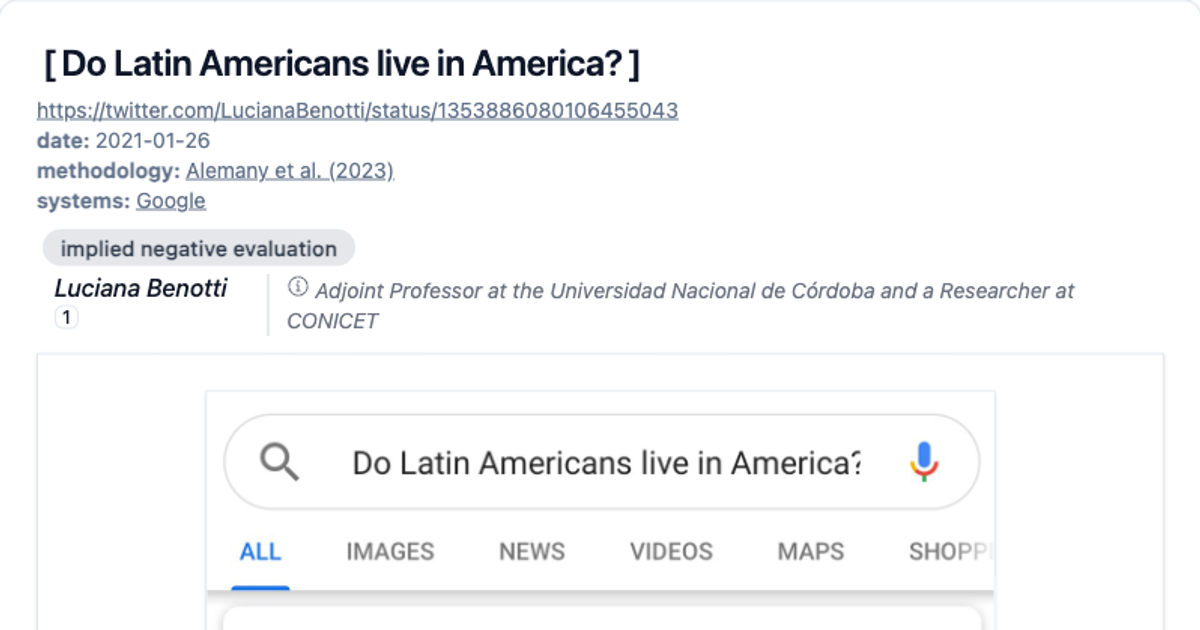 [ Do Latin Americans live in America? ]
https://twitter.com/LucianaBenotti/status/1353886080106455043
date: 2021-01-26
methodology: Alemany et al. (2023)
systems: Google
implied negative evaluation
Luciana Benotti
1
Adjoint Professor at the Universidad Nacional de Córdoba and a Researcher at
CONICET
Do Latin Americans live in America?
ALL IMAGES NEWS VIDEOS MAPS SHOPP